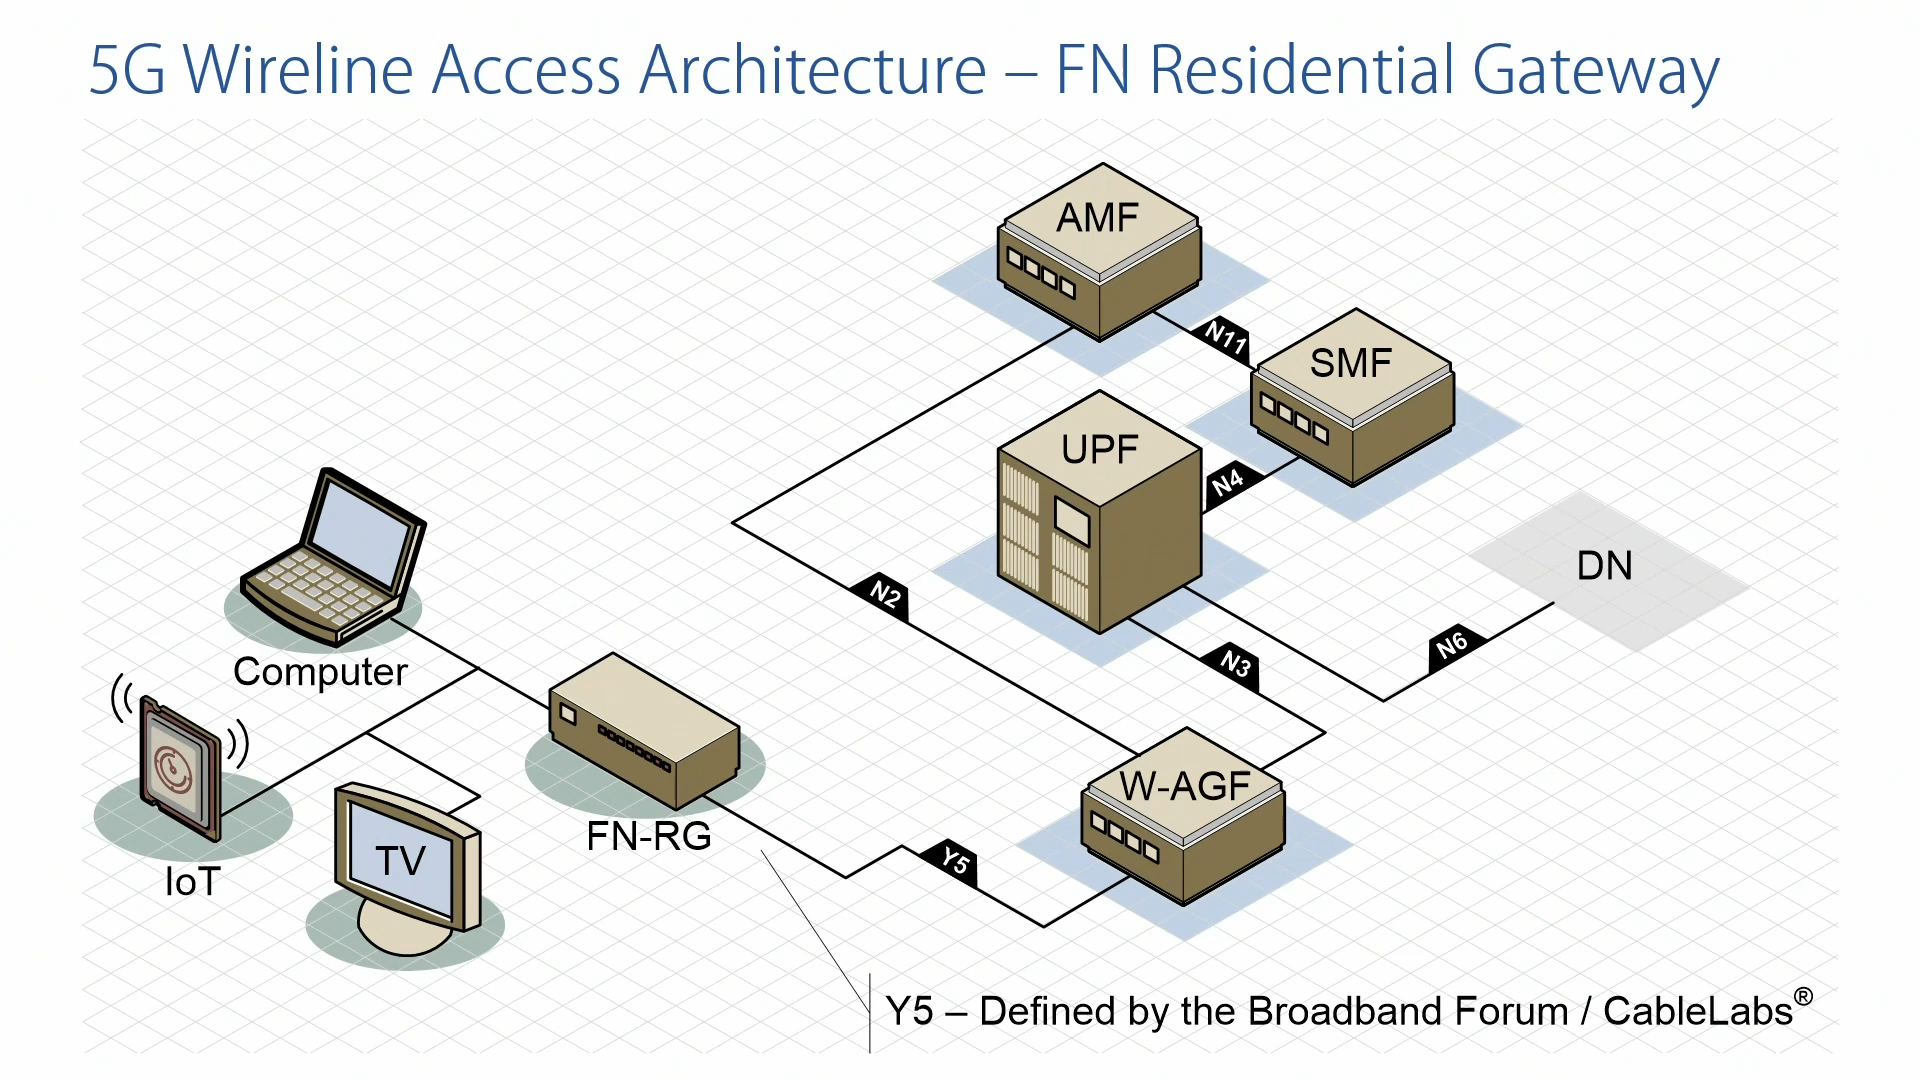 5G Wireline Access Architecture – FN Residential Gateway
AMF
N11
SMF
UPF
N4
DN
N2
N6
N3
Computer
W-AGF
FN-RG
Y5
TV
IoT
Y5 – Defined by the Broadband Forum / CableLabs®